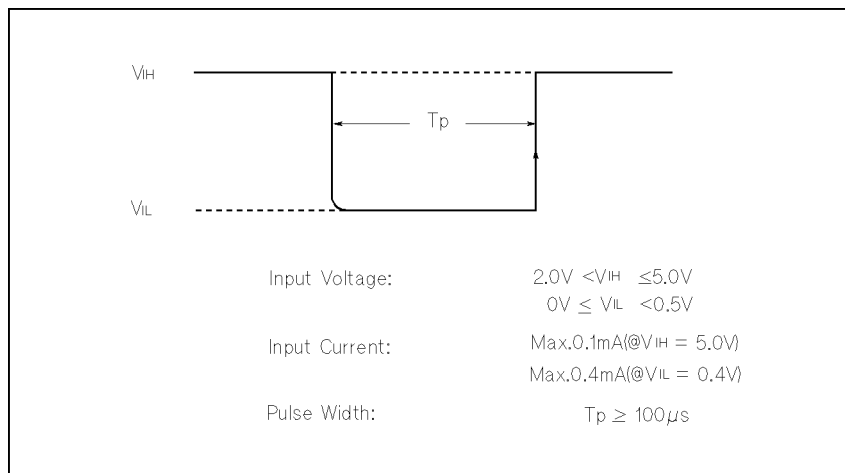 VIH
Tp
VIL
Input Voltage: 2.0V <VIH ≤5.0V
0V ≤ VIL <0.5V
Input Current: Max.0.1mA(@VIH = 5.0V)
Max.0.4mA(@VIL = 0.4V)
Pulse Width: Tp ≥ 100µs